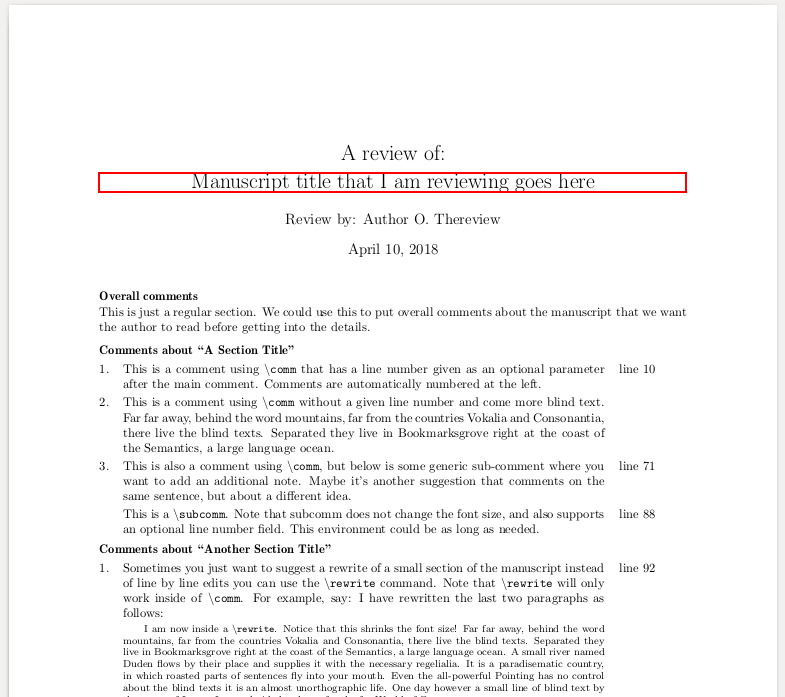 A review of:
Manuscript title that I am reviewing goes here
Review by: Author O. Thereview
April 10, 2018
Overall comments
This is just a regular section. We could use this to put overall comments about the manuscript that we want
the author to read before getting into the details.
Comments about “A Section Title”
1. This is a comment using \comm that has a line number given as an optional parameter line 10
after the main comment. Comments are automatically numbered at the left.
2. This is a comment using \comm without a given line number and come more blind text.
Far far away, behind the word mountains, far from the countries Vokalia and Consonantia,
there live the blind texts. Separated they live in Bookmarksgrove right at the coast of
the Semantics, a large language ocean.
3. This is also a comment using \comm, but below is some generic sub-comment where you line 71
want to add an additional note. Maybe it’s another suggestion that comments on the
same sentence, but about a different idea.
This is a \subcomm. Note that subcomm does not change the font size, and also supports line 88
an optional line number field. This environment could be as long as needed.
Comments about “Another Section Title”
1. Sometimes you just want to suggest a rewrite of a small section of the manuscript instead line 92
of line by line edits you can use the \rewrite command. Note that \rewrite will only
work inside of \comm. For example, say: I have rewritten the last two paragraphs as
follows:
I am now inside a \rewrite. Notice that this shrinks the font size! Far far away, behind the word
mountains, far from the countries Vokalia and Consonantia, there live the blind texts. Separated they
live in Bookmarksgrove right at the coast of the Semantics, a large language ocean. A small river named
Duden flows by their place and supplies it with the necessary regelialia. It is a paradisematic country,
in which roasted parts of sentences fly into your mouth. Even the all-powerful Pointing has no control
about the blind texts it is an almost unorthographic life. One day however a small line of blind text by